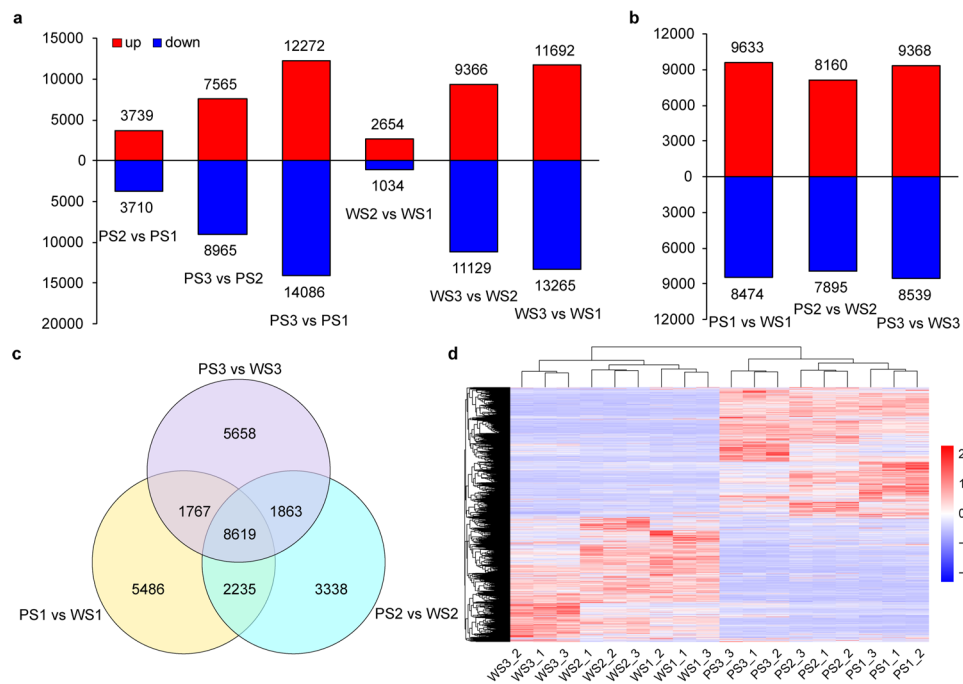 a
15000
10000
5000
0
5000
10000
15000
20000
up
down
3739
7565
12272
2654
9366
11692
3710
8965
14086
1034
11129
13265
PS2 vs PS1
PS3 vs PS2
PS3 vs PS1
WS2 vs WS1
WS3 vs WS2
WS3 vs WS1
b
12000
9000
6000
3000
0
3000
6000
9000
12000
9633
8160
9368
8474
7895
8539
PS1 vs WS1
PS2 vs WS2
PS3 vs WS3
c
PS3 vs WS3
5658
1767
1863
8619
5486
2235
3338
PS1 vs WS1
PS2 vs WS2
d
2
1
0
WS3_2
WS3_1
WS3_3
WS2_1
WS2_2
WS2_3
WS1_2
WS1_1
WS1_3
PS3_3
PS3_1
PS3_2
PS2_3
PS2_1
PS2_2
PS1_3
PS1_1
PS1_2